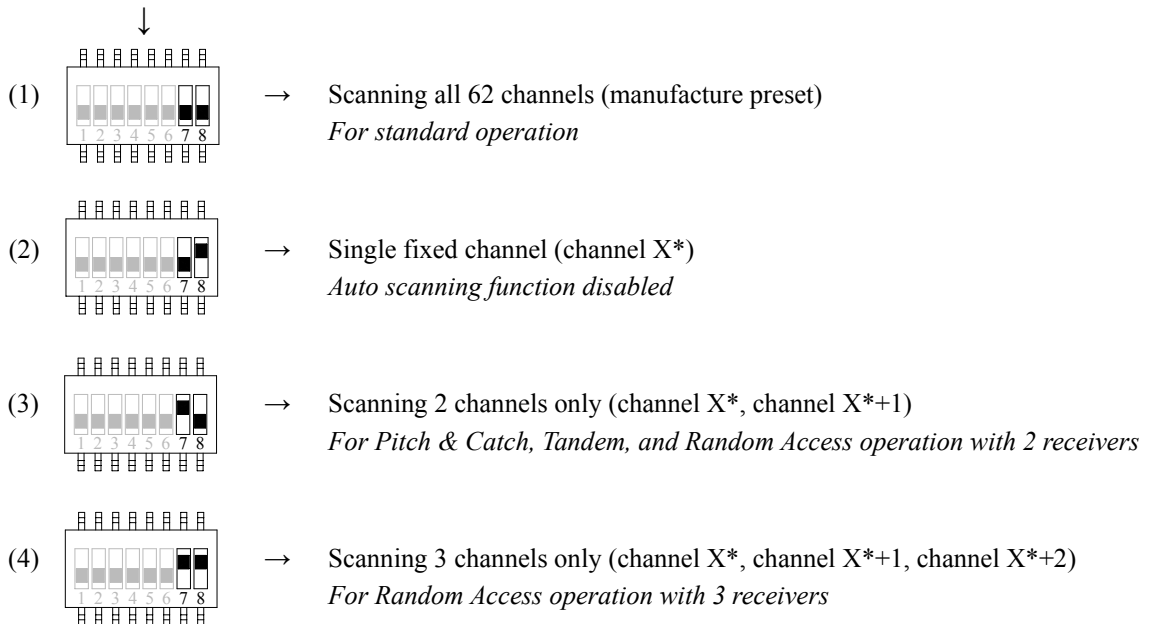 ↓
(1) 1 2 3 4 5 6 7 8 → Scanning all 62 channels (manufacture preset)
For standard operation
(2) 1 2 3 4 5 6 7 8 → Single fixed channel (channel X*)
Auto scanning function disabled
(3) 1 2 3 4 5 6 7 8 → Scanning 2 channels only (channel X*, channel X*+1)
For Pitch & Catch, Tandem, and Random Access operation with 2 receivers
(4) 1 2 3 4 5 6 7 8 → Scanning 3 channels only (channel X*, channel X*+1, channel X*+2)
For Random Access operation with 3 receivers